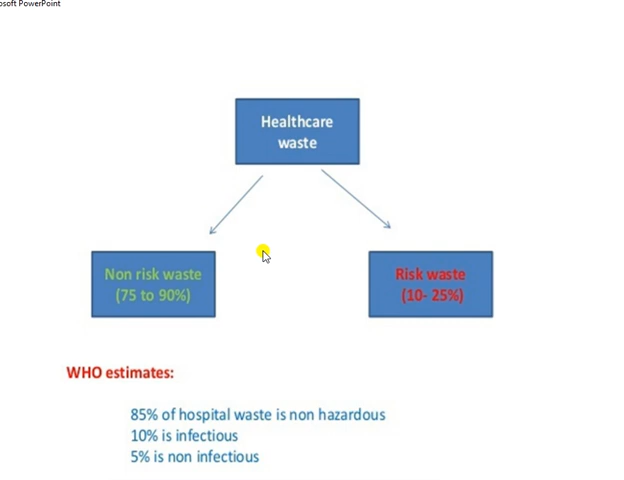 osoft PowerPoint
Healthcare
waste
Non risk waste
(75 to 90%)
Risk waste
(10- 25%)
WHO estimates:
85% of hospital waste is non hazardous
10% is infectious
5% is non infectious